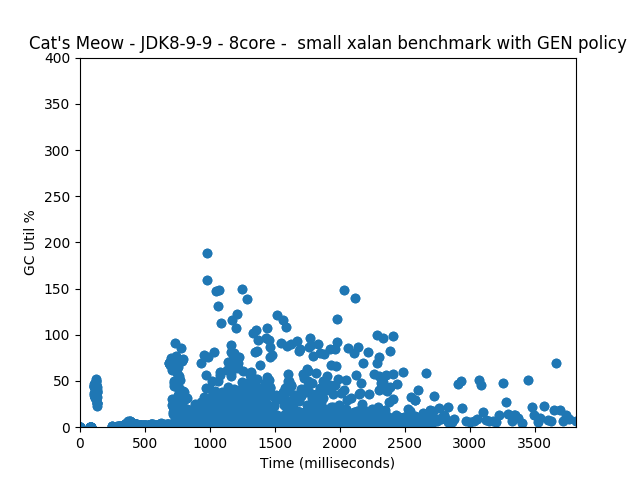 Cat's Meow - JDK8-9-9 - 8core -  small xalan benchmark with GEN policy
400
350
300
250
200
150
100
50
0
GC Util %
0 500 1000 1500 2000 2500 3000 3500
Time (milliseconds)